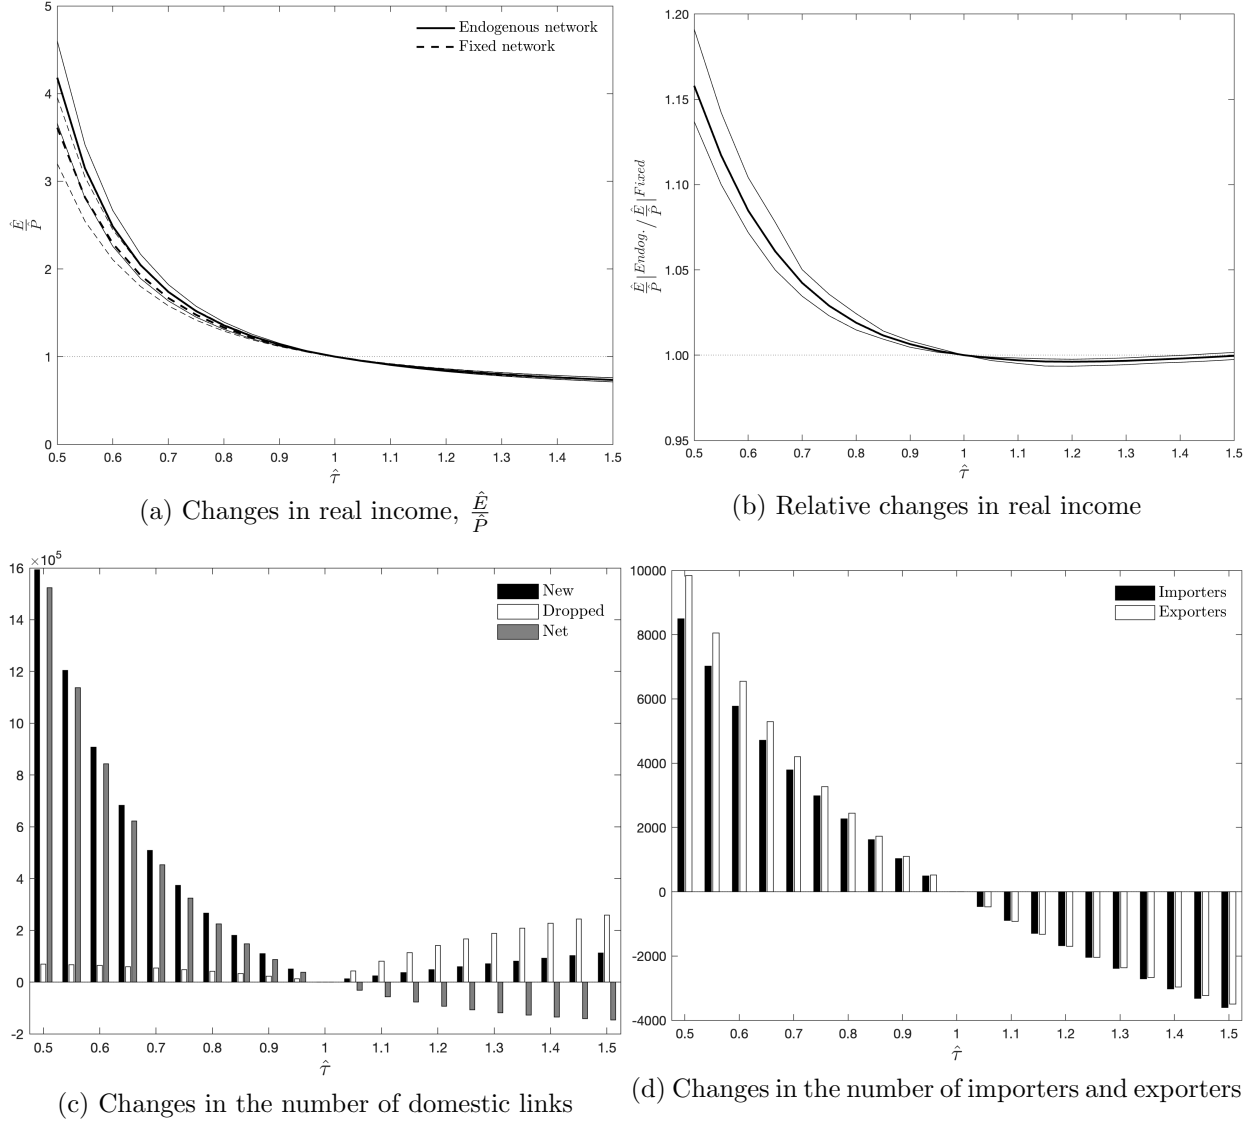 5
4
3
2
1
0
Endogenous network
Fixed network
Ê/P̂
0.5 0.6 0.7 0.8 0.9 1 1.1 1.2 1.3 1.4 1.5
τ̂
(a) Changes in real income, Ê/P̂
1.20
1.15
1.10
1.05
1.00
0.95
Ê/P̂|^Endog. / Ê/P̂|^Fixed
0.5 0.6 0.7 0.8 0.9 1 1.1 1.2 1.3 1.4 1.5
τ̂
(b) Relative changes in real income
×10⁵
16
14
12
10
8
6
4
2
0
-2
New
Dropped
Net
0.5 0.6 0.7 0.8 0.9 1 1.1 1.2 1.3 1.4 1.5
τ̂
(c) Changes in the number of domestic links
10000
8000
6000
4000
2000
0
-2000
-4000
Importers
Exporters
0.5 0.6 0.7 0.8 0.9 1 1.1 1.2 1.3 1.4 1.5
τ̂
(d) Changes in the number of importers and exporters